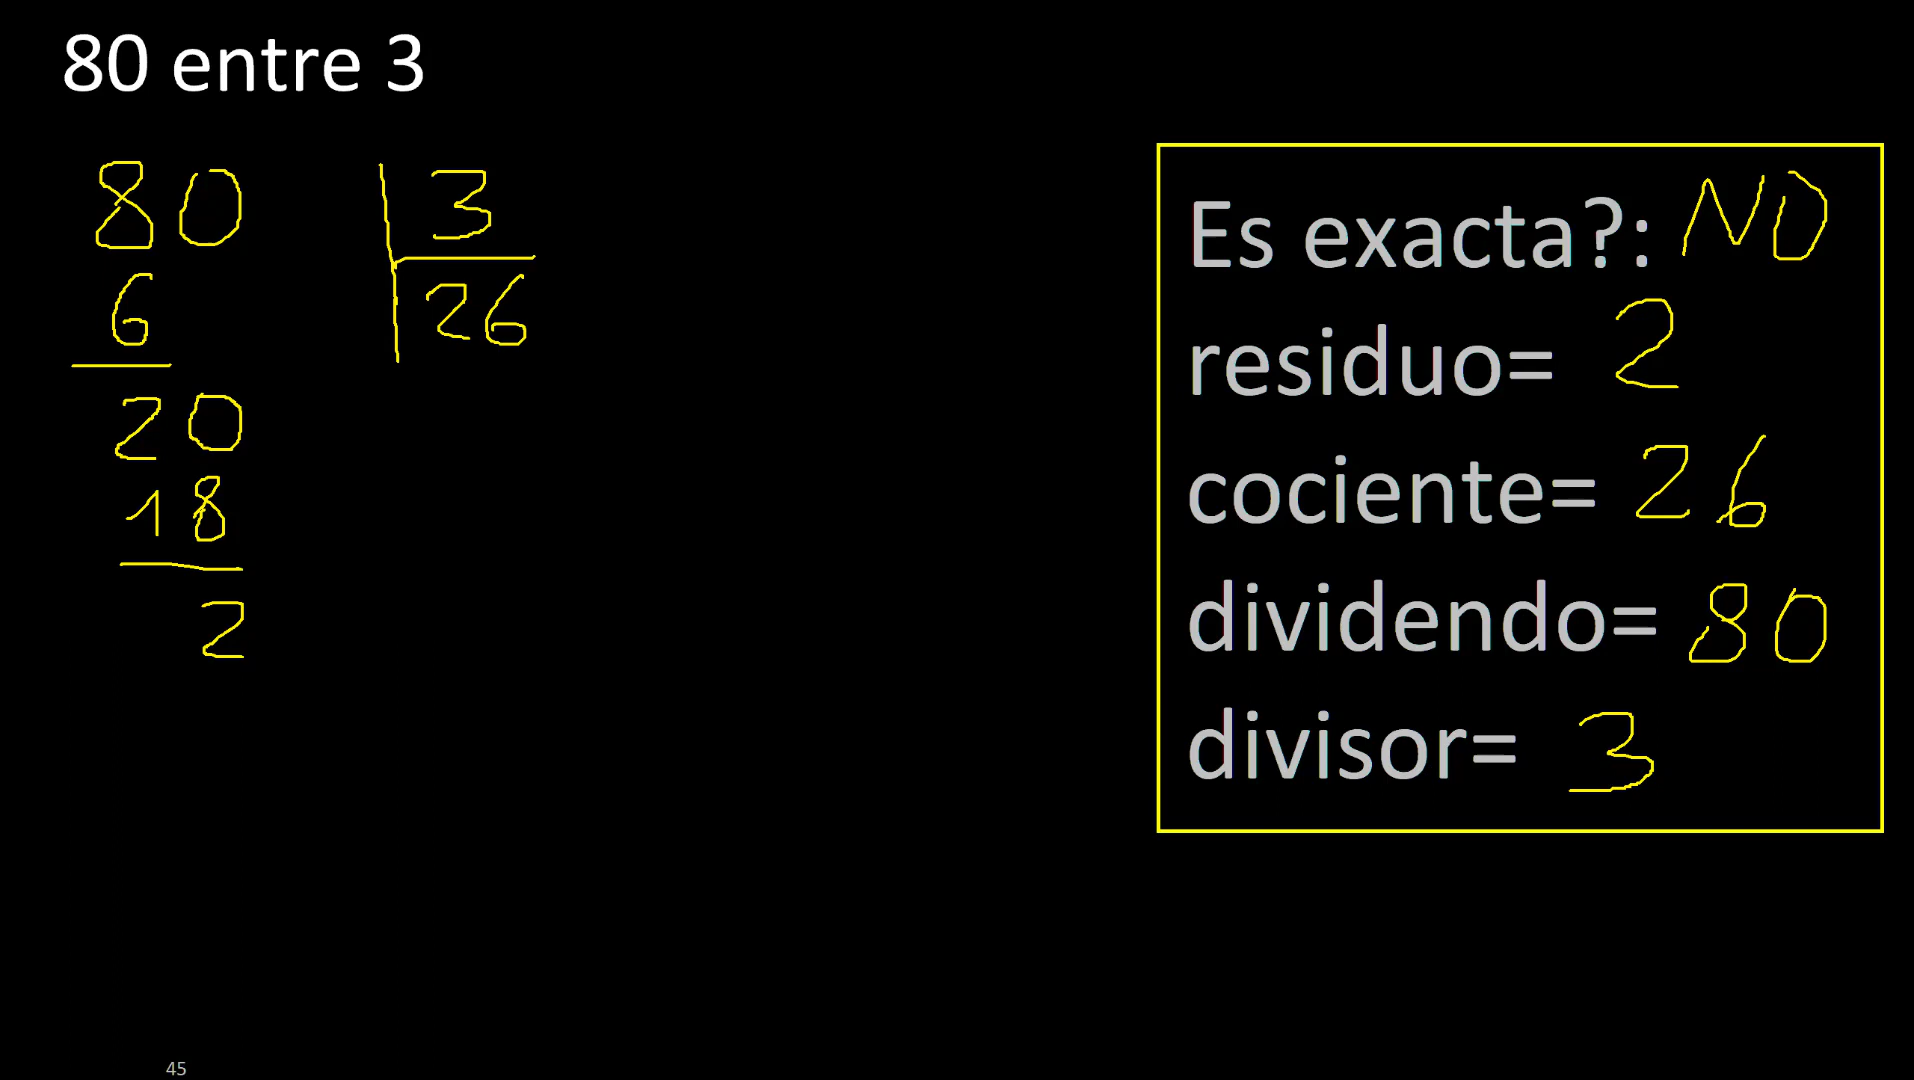 80 entre 3
80 3
6 26
20
18
2
Es exacta?: NO
residuo= 2
cociente= 26
dividendo= 80
divisor= 3
45